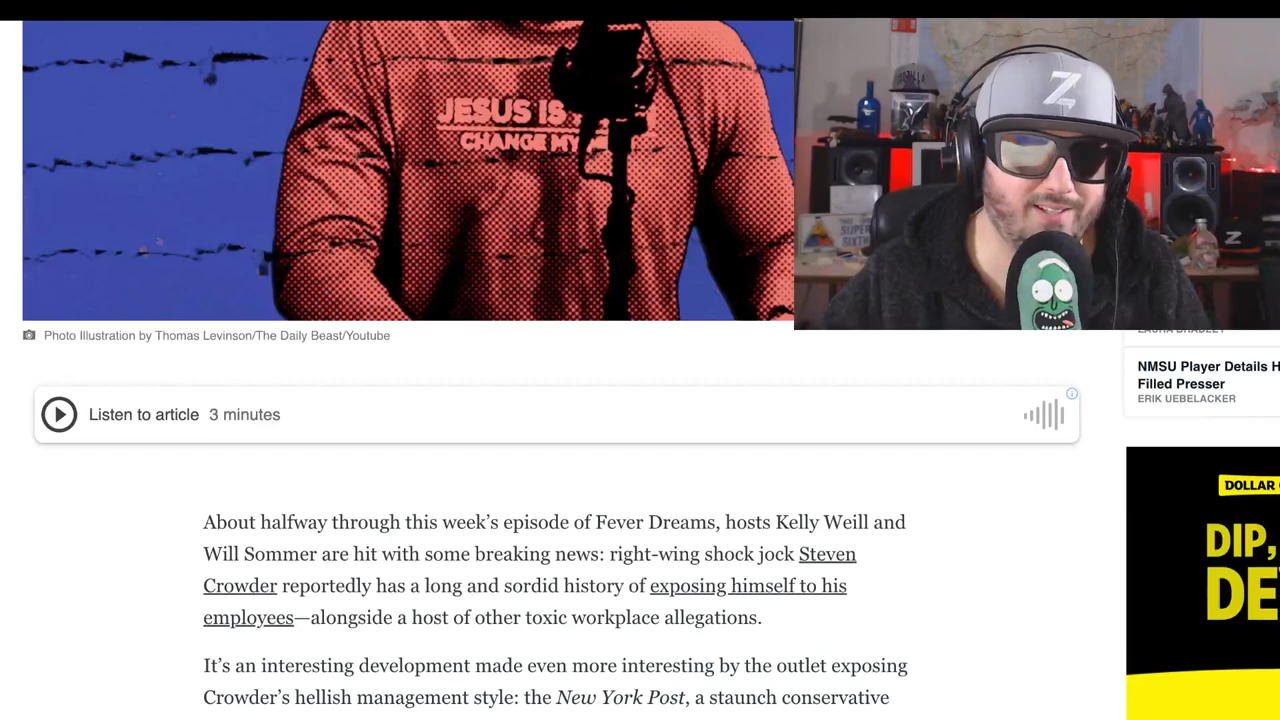 JESUS IS
CHANGE MY
Z
SUPER
SIXTH
Z
Photo Illustration by Thomas Levinson/The Daily Beast/Youtube
LAURA BRADLEY
NMSU Player Details H
Filled Presser
ERIK UEBELACKER
Listen to article 3 minutes
DOLLAR
DIP,
DE
About halfway through this week’s episode of Fever Dreams, hosts Kelly Weill and
Will Sommer are hit with some breaking news: right-wing shock jock Steven
Crowder reportedly has a long and sordid history of exposing himself to his
employees—alongside a host of other toxic workplace allegations.
It’s an interesting development made even more interesting by the outlet exposing
Crowder’s hellish management style: the New York Post, a staunch conservative